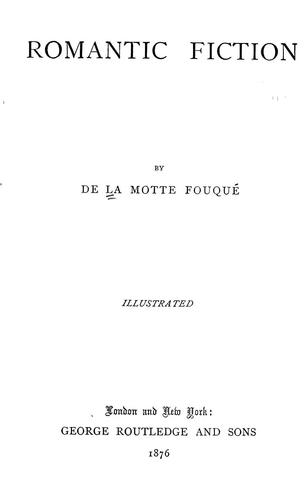 ROMANTIC FICTION
BY
DE LA MOTTE FOUQUÉ
ILLUSTRATED
London and New York:
GEORGE ROUTLEDGE AND SONS
1876